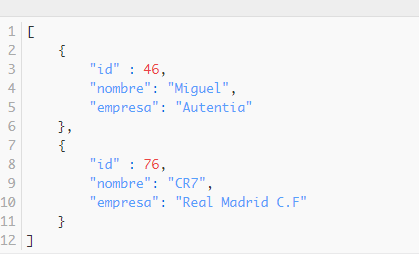 1 [
2     {
3         "id" : 46,
4         "nombre": "Miguel",
5         "empresa": "Autentia"
6     },
7     {
8         "id" : 76,
9         "nombre": "CR7",
10         "empresa": "Real Madrid C.F"
11     }
12 ]